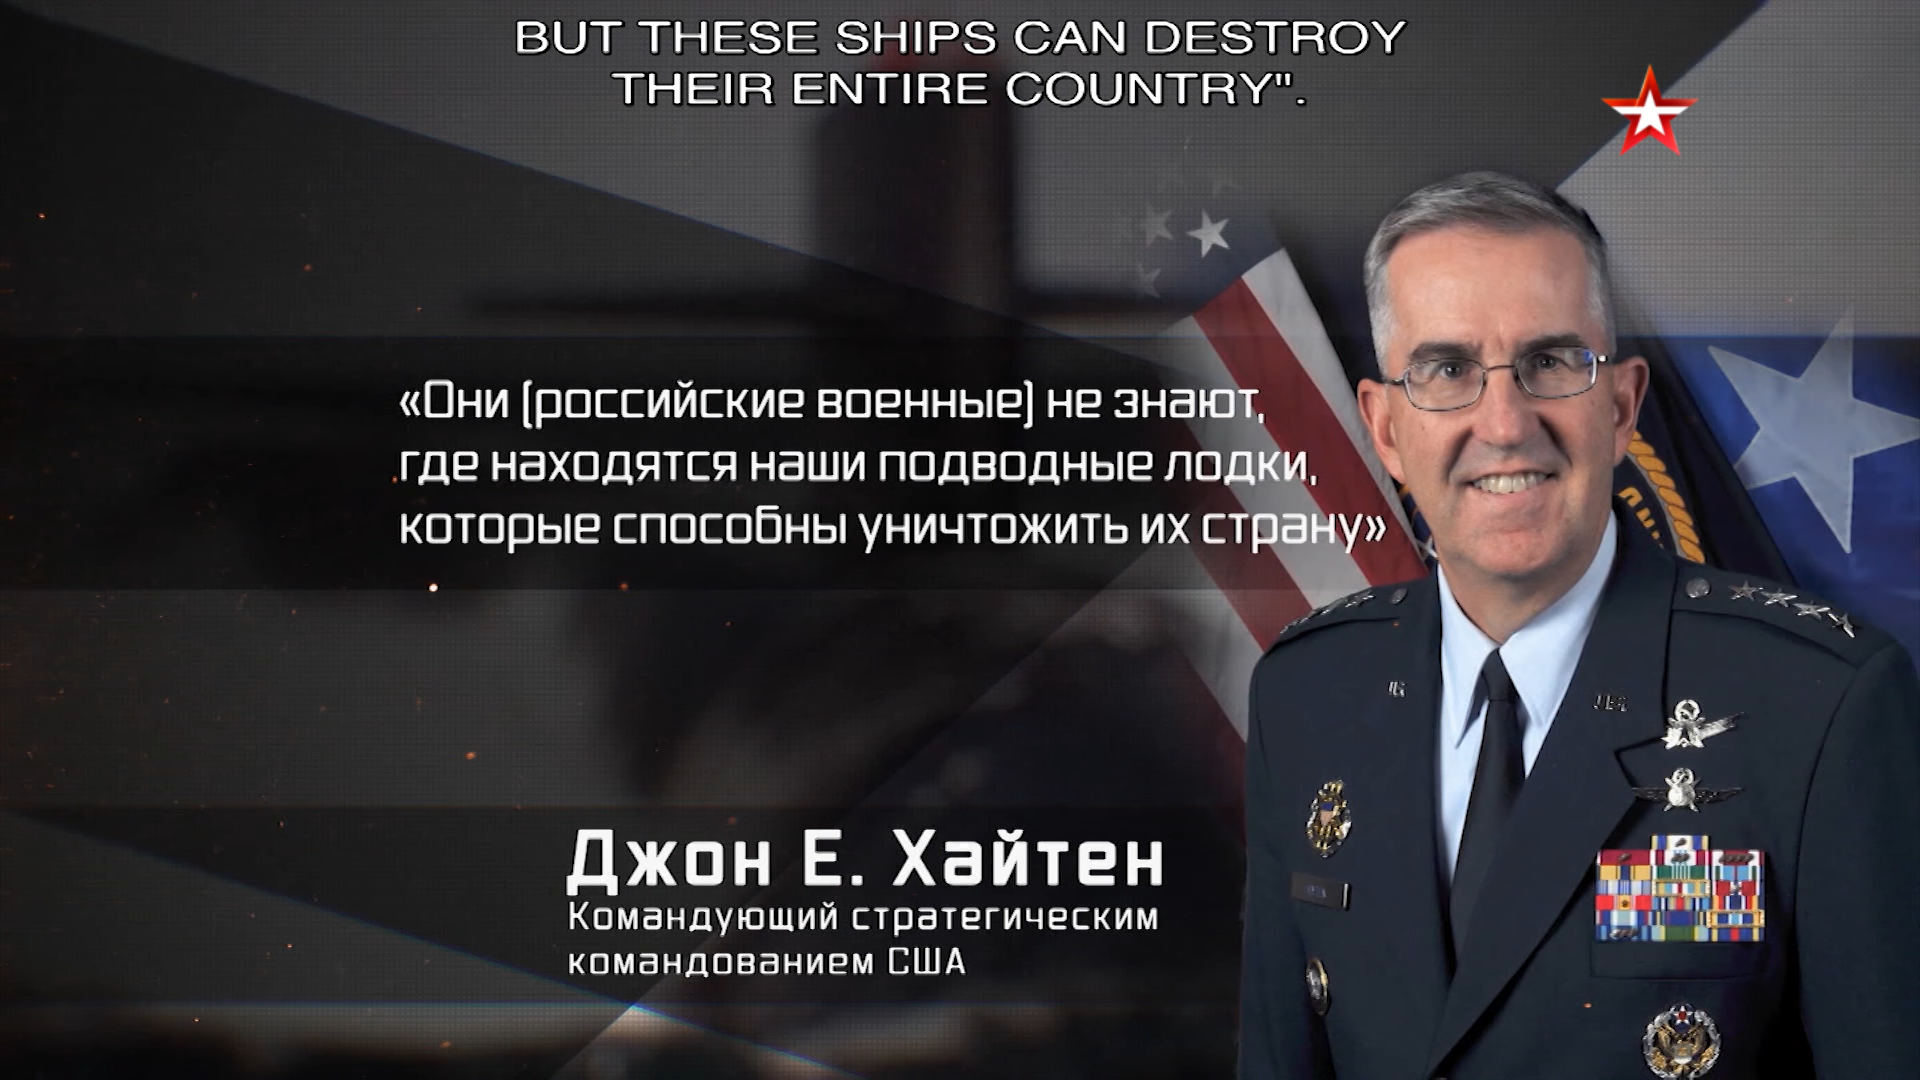 BUT THESE SHIPS CAN DESTROY
THEIR ENTIRE COUNTRY".
«Они (российские военные) не знают,
где находятся наши подводные лодки,
которые способны уничтожить их страну»
Джон Е. Хайтен
Командующий стратегическим
командованием США